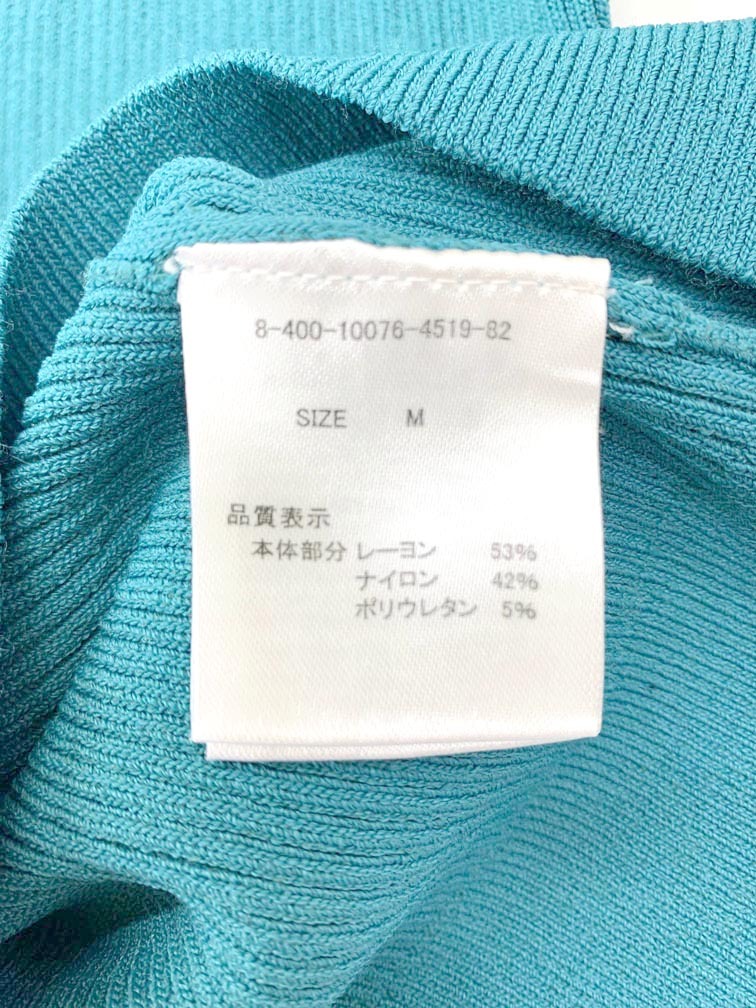 8-400-10076-4519-82
SIZE M
品質表示
本体部分 レーヨン 53%
ナイロン 42%
ポリウレタン 5%